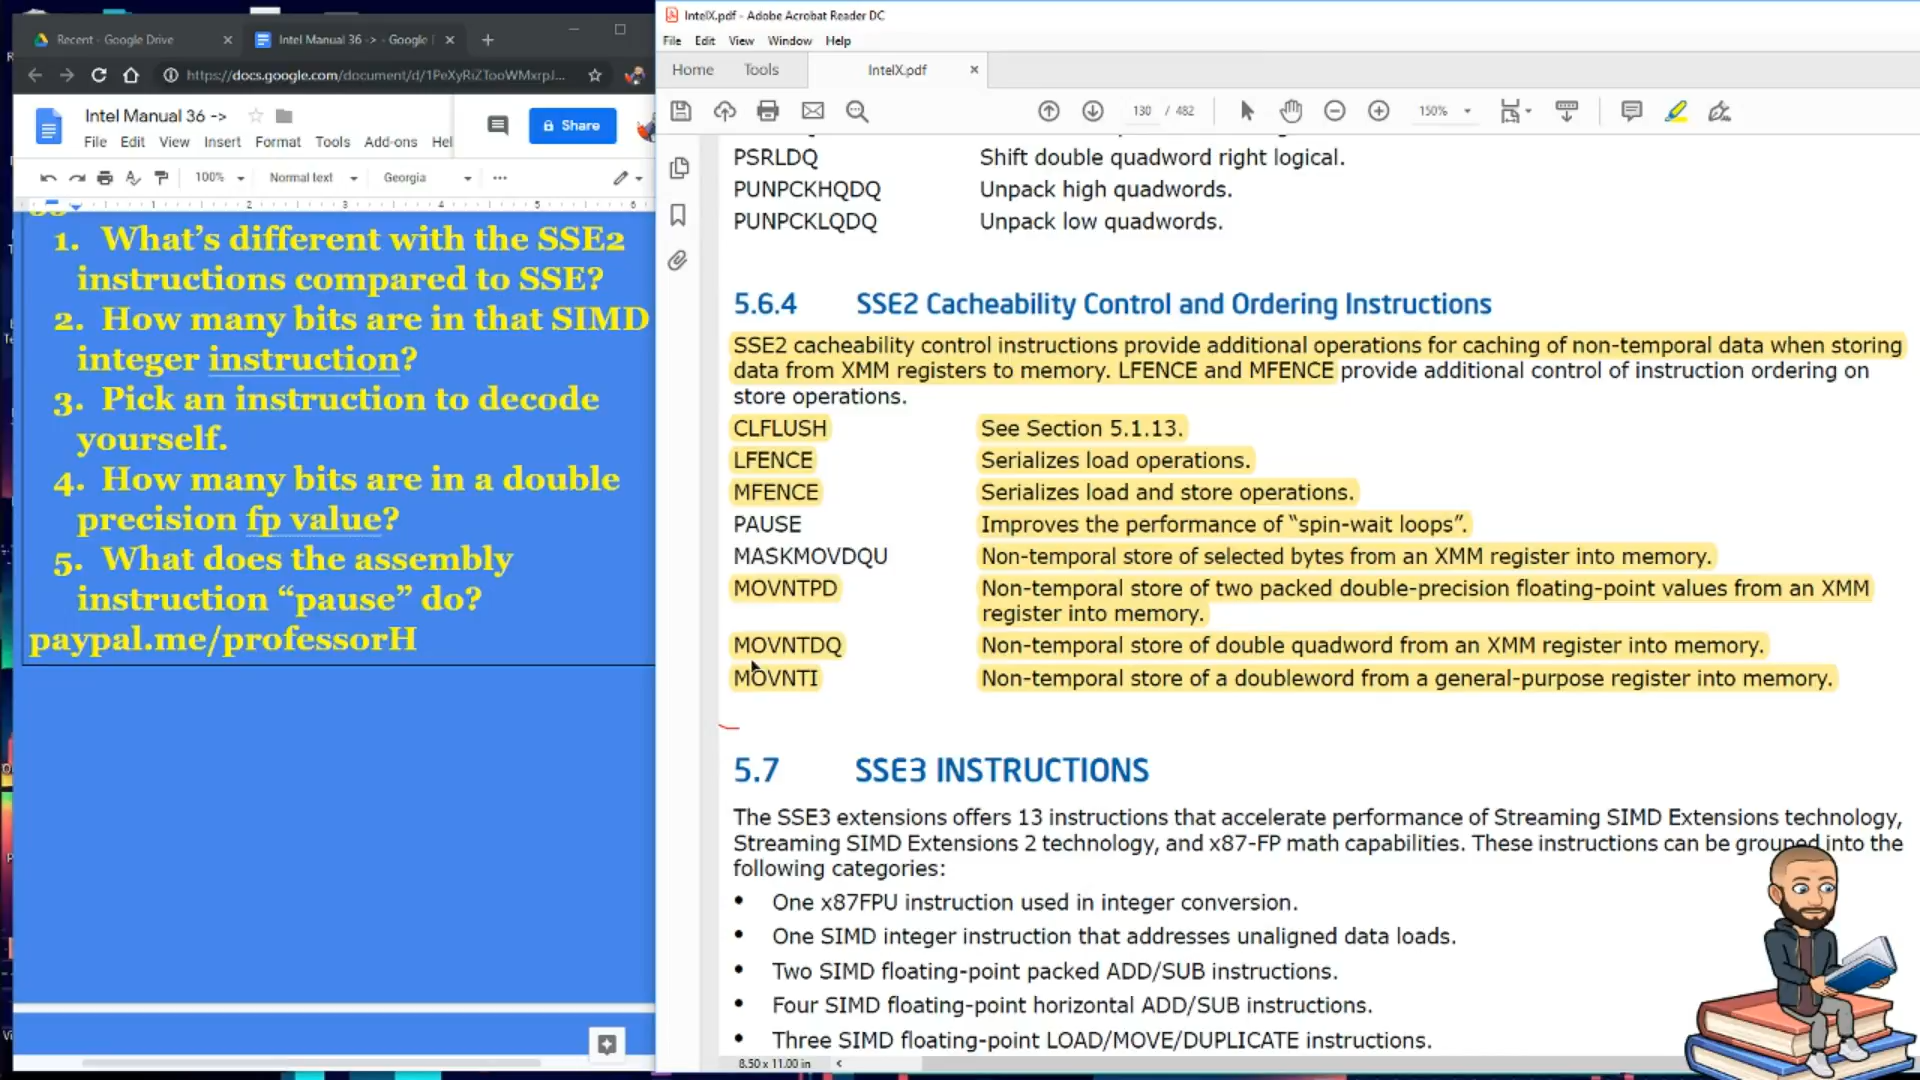 Recent - Google Drive
Intel Manual 36 -> - Google
https://docs.google.com/document/d/1PeXyRiZTooWMxrpJ...
Intel Manual 36 ->
Share
File Edit View Insert Format Tools Add-ons Hel
100% Normal text Georgia
1 2 3 4 5 6
1. What's different with the SSE2
instructions compared to SSE?
2. How many bits are in that SIMD
integer instruction?
3. Pick an instruction to decode
yourself.
4. How many bits are in a double
precision fp value?
5. What does the assembly
instruction “pause” do?
paypal.me/professorH
IntelX.pdf - Adobe Acrobat Reader DC
File Edit View Window Help
Home Tools IntelX.pdf
130 / 482 150%
PSRLDQ Shift double quadword right logical.
PUNPCKHQDQ Unpack high quadwords.
PUNPCKLQDQ Unpack low quadwords.
5.6.4 SSE2 Cacheability Control and Ordering Instructions
SSE2 cacheability control instructions provide additional operations for caching of non-temporal data when storing
data from XMM registers to memory. LFENCE and MFENCE provide additional control of instruction ordering on
store operations.
CLFLUSH See Section 5.1.13.
LFENCE Serializes load operations.
MFENCE Serializes load and store operations.
PAUSE Improves the performance of “spin-wait loops”.
MASKMOVDQU Non-temporal store of selected bytes from an XMM register into memory.
MOVNTPD Non-temporal store of two packed double-precision floating-point values from an XMM
register into memory.
MOVNTDQ Non-temporal store of double quadword from an XMM register into memory.
MOVNTI Non-temporal store of a doubleword from a general-purpose register into memory.
5.7 SSE3 INSTRUCTIONS
The SSE3 extensions offers 13 instructions that accelerate performance of Streaming SIMD Extensions technology,
Streaming SIMD Extensions 2 technology, and x87-FP math capabilities. These instructions can be grouped into the
following categories:
• One x87FPU instruction used in integer conversion.
• One SIMD integer instruction that addresses unaligned data loads.
• Two SIMD floating-point packed ADD/SUB instructions.
• Four SIMD floating-point horizontal ADD/SUB instructions.
• Three SIMD floating-point LOAD/MOVE/DUPLICATE instructions.
8.50 x 11.00 in